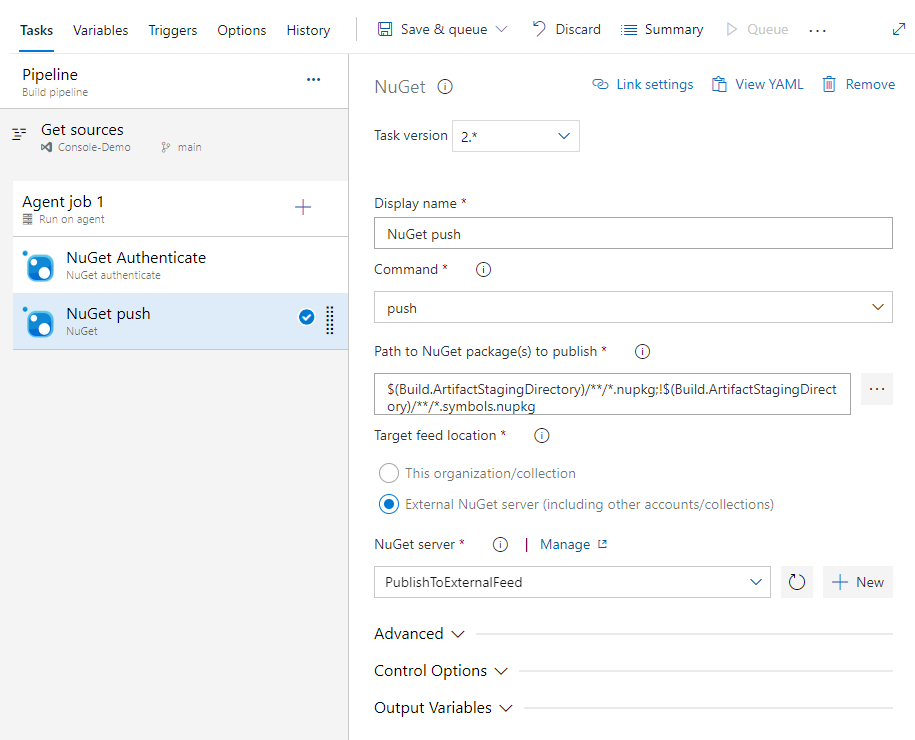 Tasks Variables Triggers Options History Save & queue Discard Summary Queue ...
Pipeline ...
Build pipeline
Get sources
Console-Demo main
Agent job 1
Run on agent
NuGet Authenticate
NuGet authenticate
NuGet push
NuGet
NuGet Link settings View YAML Remove
Task version 2.*
Display name *
NuGet push
Command *
push
Path to NuGet package(s) to publish *
$(Build.ArtifactStagingDirectory)/**/*.nupkg;!$(Build.ArtifactStagingDirect
ory)/**/*.symbols.nupkg
...
Target feed location *
This organization/collection
External NuGet server (including other accounts/collections)
NuGet server * | Manage
PublishToExternalFeed New
Advanced
Control Options
Output Variables